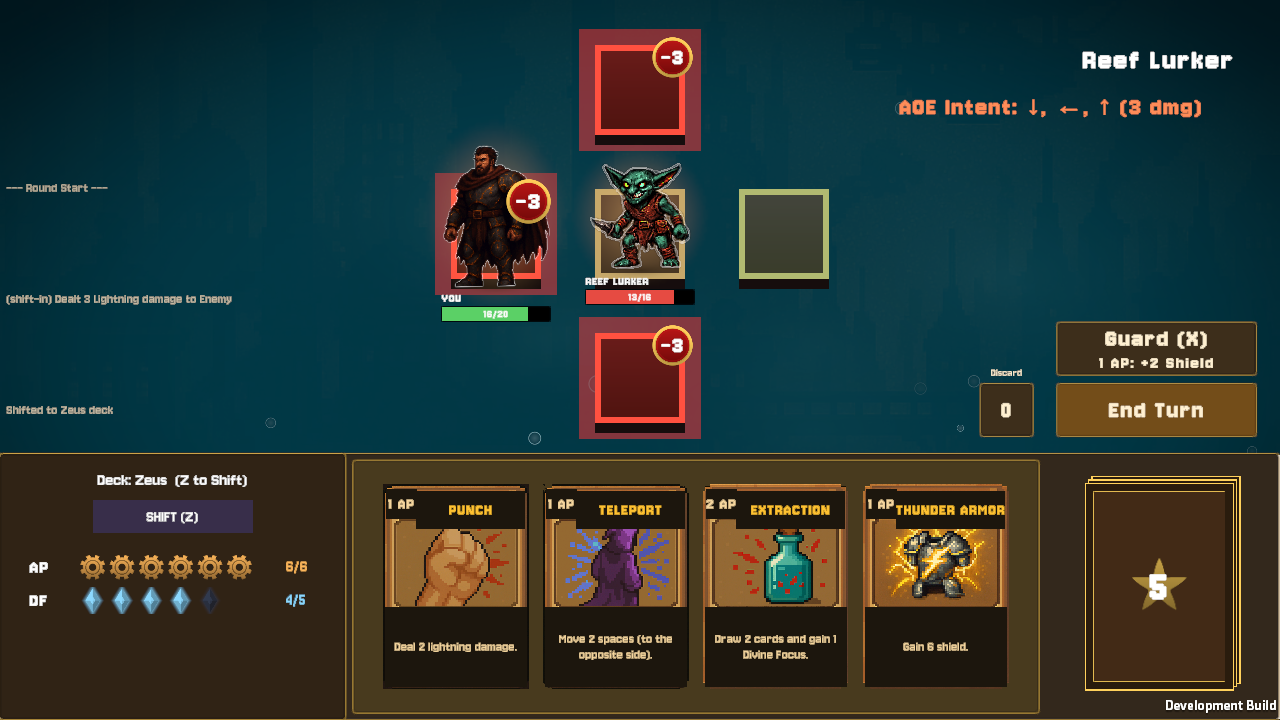 Reef Lurker
AOE Intent: ↓, ←, ↑ (3 dmg)
-3
-3
-3
--- Round Start ---
(shift-in) Dealt 3 Lightning damage to Enemy
Shifted to Zeus deck
YOU
16/20
REEF LURKER
13/16
Guard (X)
1 AP: +2 Shield
Discard
0
End Turn
Deck: Zeus (Z to Shift)
SHIFT (Z)
AP
6/6
DF
4/5
1 AP
PUNCH
Deal 2 lightning damage.
1 AP
TELEPORT
Move 2 spaces (to the
opposite side).
2 AP
EXTRACTION
Draw 2 cards and gain 1
Divine Focus.
1 AP
THUNDER ARMOR
Gain 6 shield.
5
Development Build